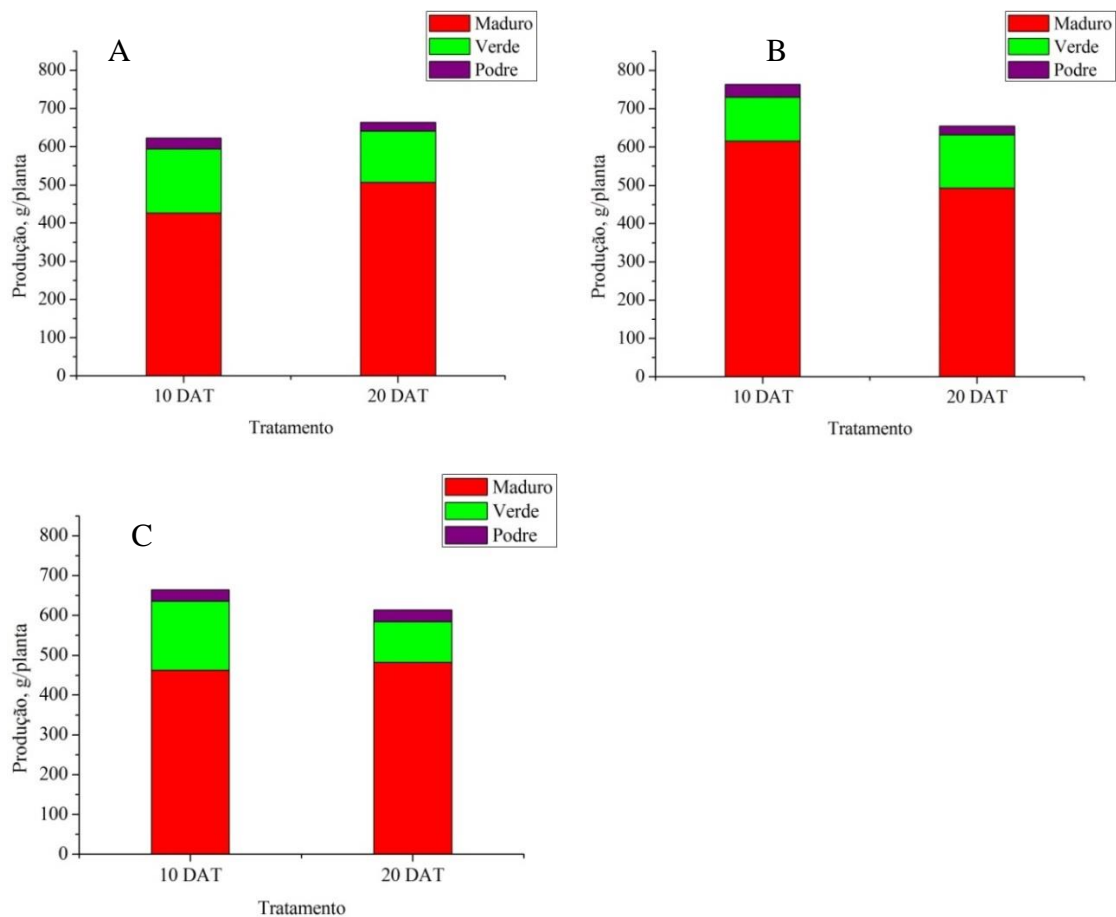 A
Maduro
Verde
Podre
800
700
600
500
400
300
200
100
0
Produção, g/planta
10 DAT
20 DAT
Tratamento
B
Maduro
Verde
Podre
800
700
600
500
400
300
200
100
0
Produção, g/planta
10 DAT
20 DAT
Tratamento
C
Maduro
Verde
Podre
800
700
600
500
400
300
200
100
0
Produção, g/planta
10 DAT
20 DAT
Tratamento